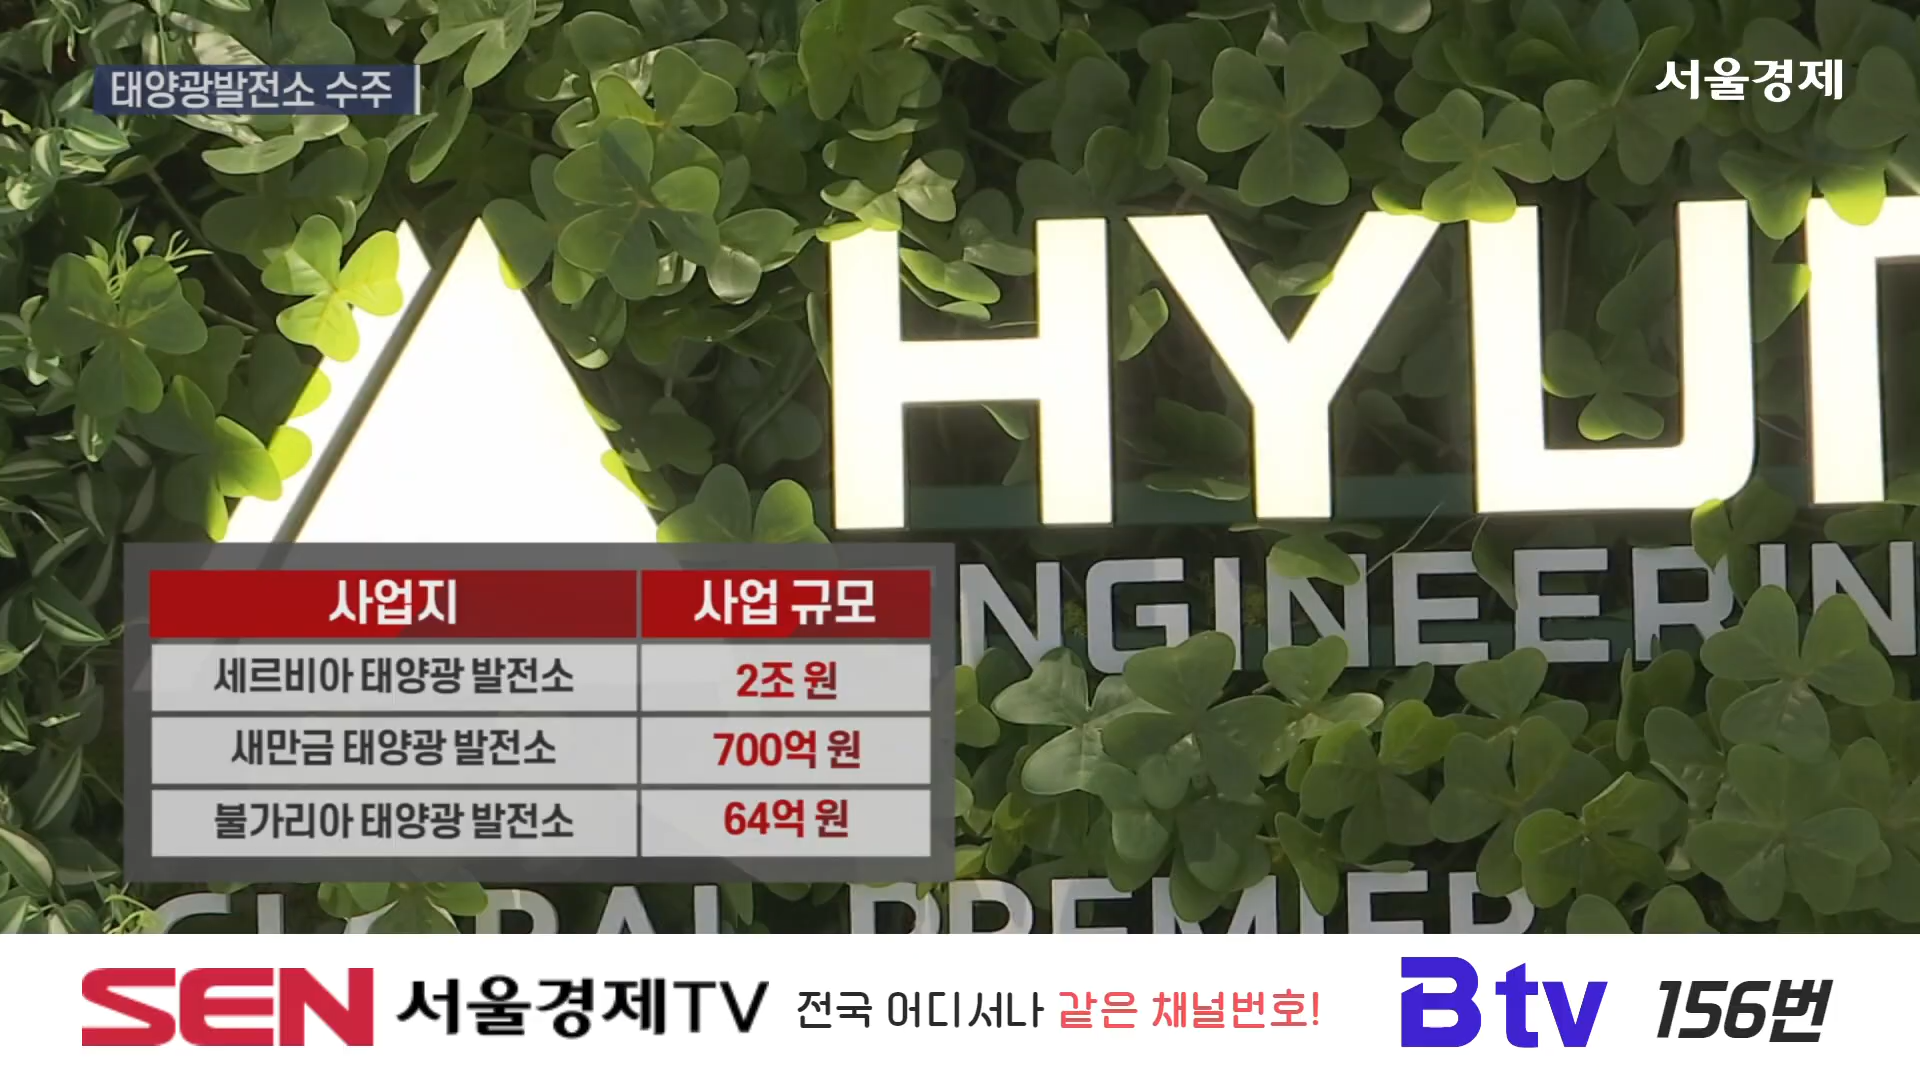 태양광발전소 수주
서울경제
HYUN
NGINEERIN
사업지 사업 규모
세르비아 태양광 발전소 2조 원
새만금 태양광 발전소 700억 원
불가리아 태양광 발전소 64억 원
GLOBAL PREMIER
SEN 서울경제TV 전국 어디서나 같은 채널번호! B tv 156번